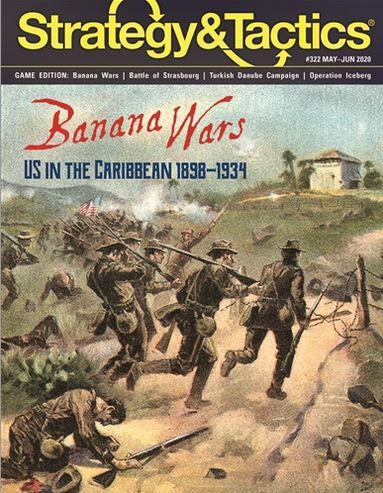 Strategy&Tactics®
#322 MAY–JUN 2020
GAME EDITION: Banana Wars | Battle of Strasbourg | Turkish Danube Campaign | Operation Iceberg
Banana Wars
US IN THE CARIBBEAN 1898–1934